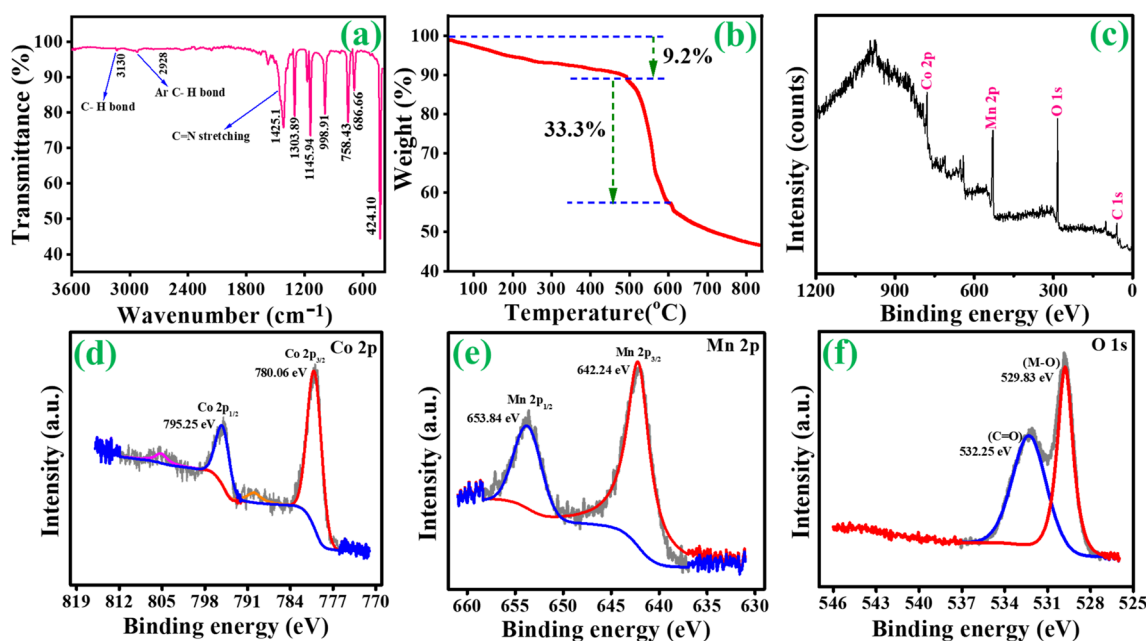 (a)
100
90
80
70
60
50
40
3130
2928
C- H bond
Ar C- H bond
C=N stretching
1425.1
1303.89
1145.94
998.91
758.43
686.66
424.10
3600
3000
2400
1800
1200
600
Transmittance (%)
Wavenumber (cm⁻¹)
(b)
100
90
80
70
60
50
40
9.2%
33.3%
0 100 200 300 400 500 600 700 800
Weight (%)
Temperature(°C)
(c)
Co 2p
Mn 2p
O 1s
C 1s
1200 900 600 300 0
Intensity (counts)
Binding energy (eV)
(d)
Co 2p
Co 2p3/2
780.06 eV
Co 2p1/2
795.25 eV
819 812 805 798 791 784 777 770
Intensity (a.u.)
Binding energy (eV)
(e)
Mn 2p
Mn 2p3/2
642.24 eV
Mn 2p1/2
653.84 eV
660 655 650 645 640 635 630
Intensity (a.u.)
Binding energy (eV)
(f)
O 1s
(M-O)
529.83 eV
(C=O)
532.25 eV
546 543 540 537 534 531 528 525
Intensity (a.u.)
Binding energy (eV)